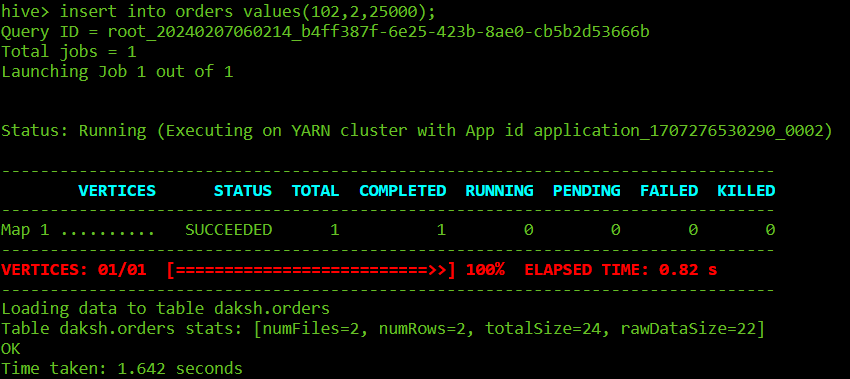 hive> insert into orders values(102,2,25000);
Query ID = root_20240207060214_b4ff387f-6e25-423b-8ae0-cb5b2d53666b
Total jobs = 1
Launching Job 1 out of 1
Status: Running (Executing on YARN cluster with App id application_1707276530290_0002)
--------------------------------------------------------------------------------
VERTICES STATUS TOTAL COMPLETED RUNNING PENDING FAILED KILLED
--------------------------------------------------------------------------------
Map 1 .......... SUCCEEDED 1 1 0 0 0 0
--------------------------------------------------------------------------------
VERTICES: 01/01 [==========================>>] 100% ELAPSED TIME: 0.82 s
--------------------------------------------------------------------------------
Loading data to table daksh.orders
Table daksh.orders stats: [numFiles=2, numRows=2, totalSize=24, rawDataSize=22]
OK
Time taken: 1.642 seconds